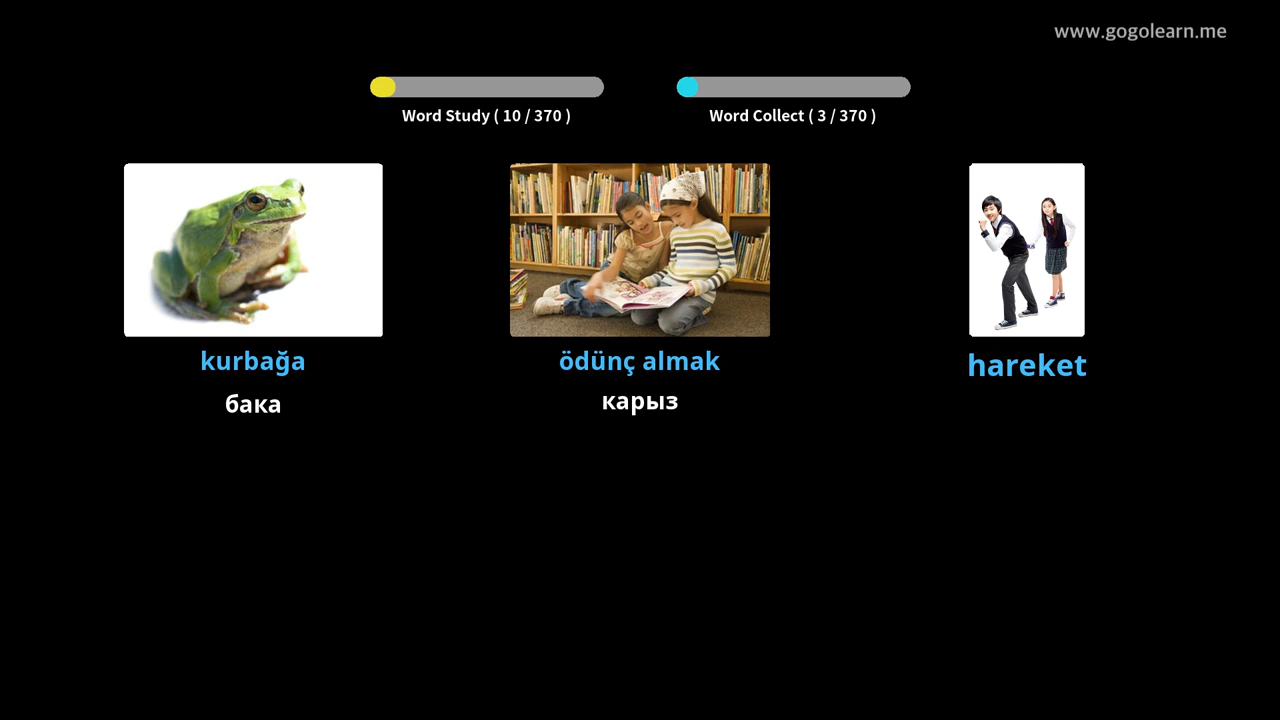 www.gogolearn.me
Word Study ( 10 / 370 )
Word Collect ( 3 / 370 )
kurbağa
ödünç almak
hareket
бака
карыз